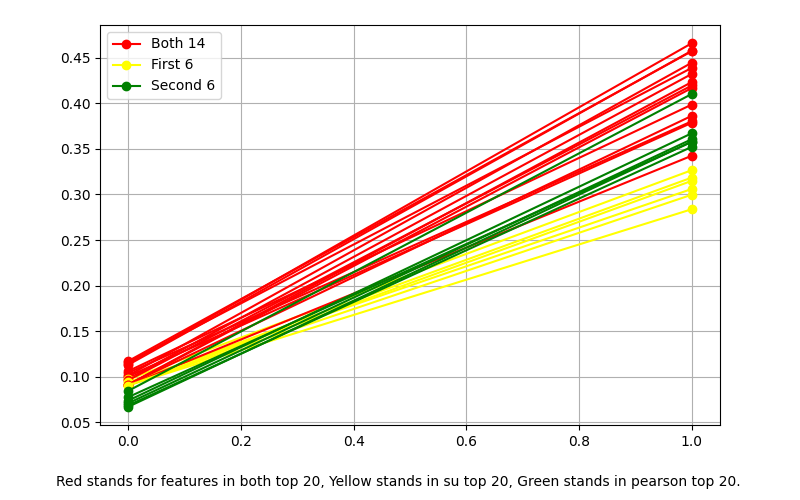 Both 14
First 6
Second 6
0.45
0.40
0.35
0.30
0.25
0.20
0.15
0.10
0.05
0.0 0.2 0.4 0.6 0.8 1.0
Red stands for features in both top 20, Yellow stands in su top 20, Green stands in pearson top 20.